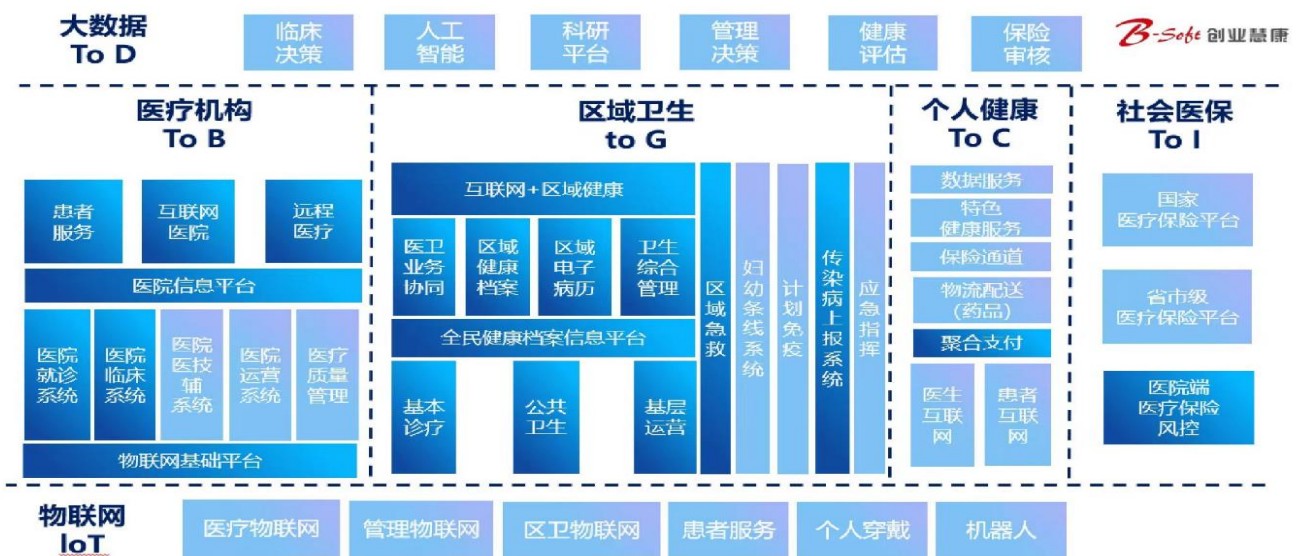 大数据
To D
临床
决策
人工
智能
科研
平台
管理
决策
健康
评估
保险
审核
B-Soft 创业慧康
医疗机构
To B
患者
服务
互联网
医院
远程
医疗
医院信息平台
医院
就诊
系统
医院
临床
系统
医院
医技
辅
系统
医院
运营
系统
医疗
质量
管理
物联网基础平台
区域卫生
to G
互联网+区域健康
医卫
业务
协同
区域
健康
档案
区域
电子
病历
卫生
综合
管理
全民健康档案信息平台
基本
诊疗
公共
卫生
基层
运营
区域急救
妇幼条线系统
计划免疫
传染病上报系统
应急指挥
个人健康
To C
数据服务
特色
健康服务
保险通道
物流配送
(药品)
聚合支付
医生
互联
网
患者
互联
网
社会医保
To I
国家
医疗保险平台
省市级
医疗保险平台
医院端
医疗保险
风控
物联网
IoT
医疗物联网
管理物联网
区卫物联网
患者服务
个人穿戴
机器人